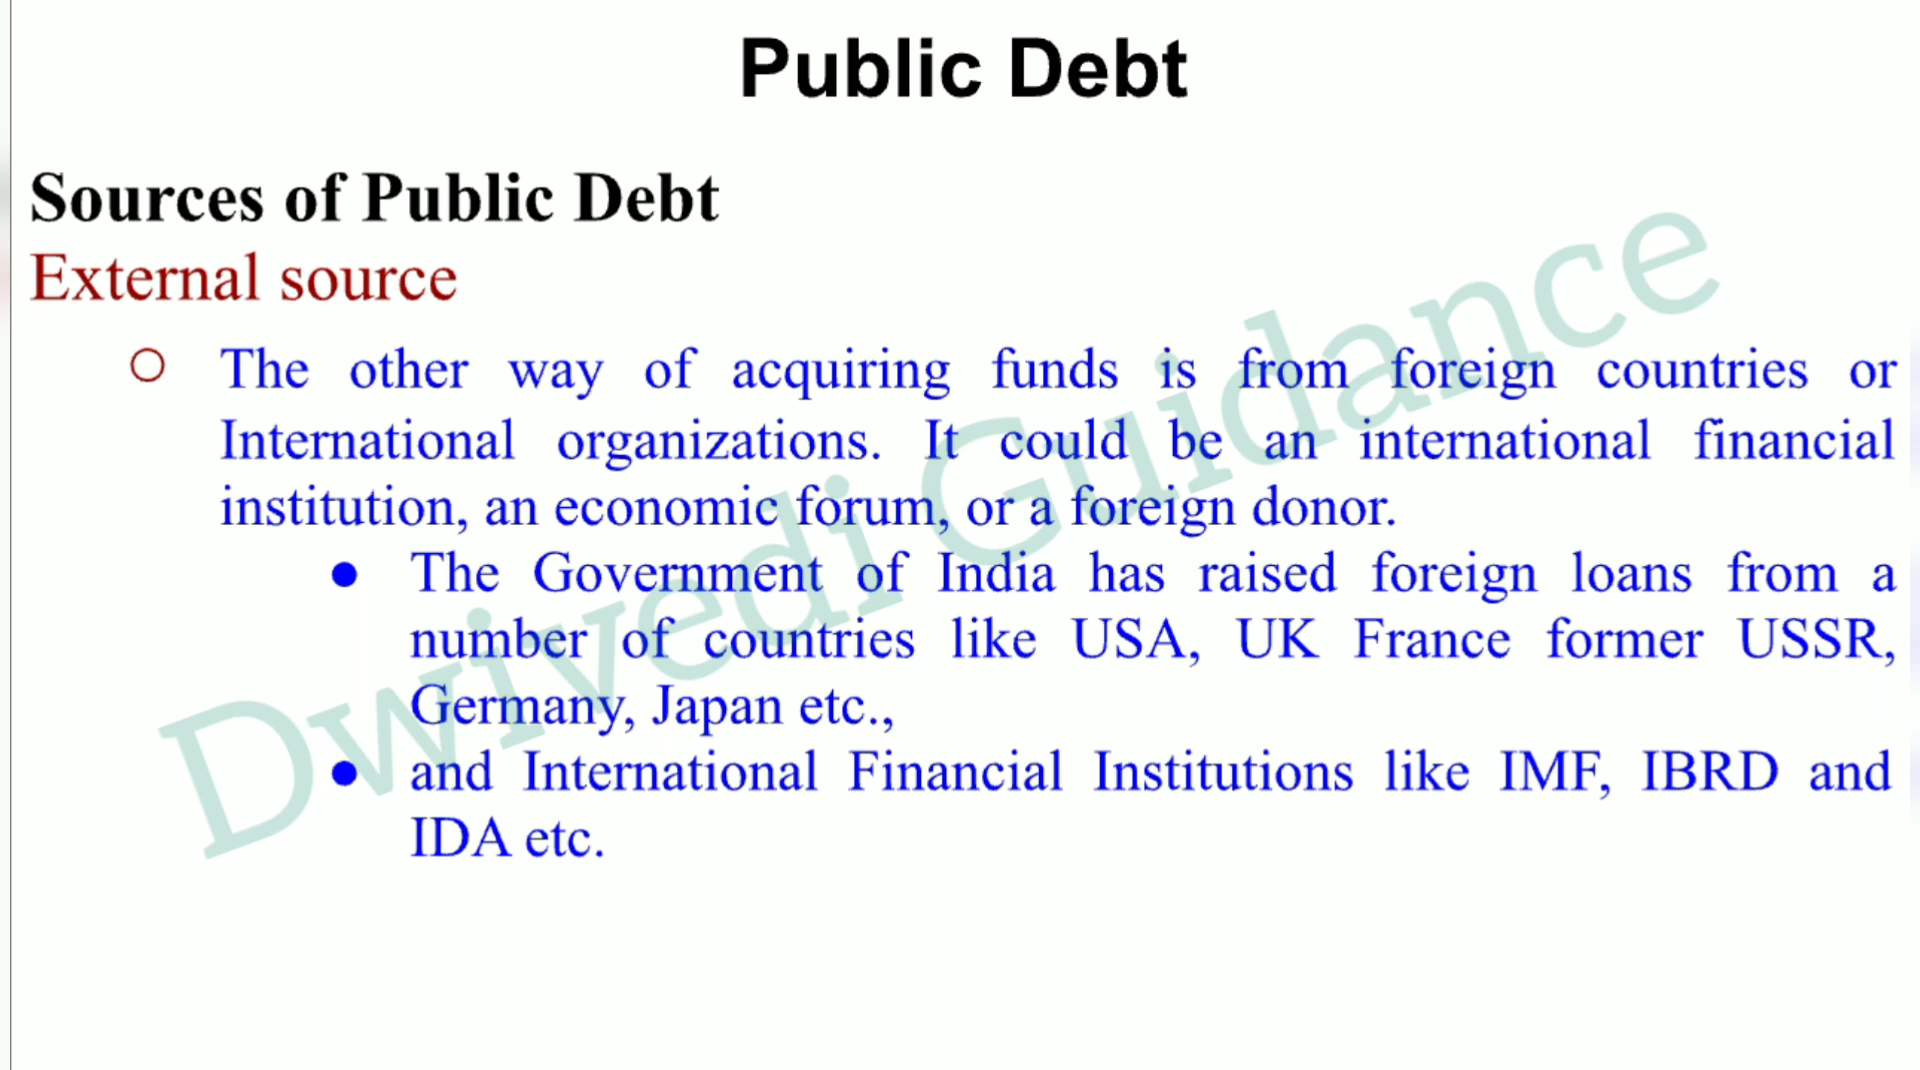 Public Debt
Sources of Public Debt
External source
The other way of acquiring funds is from foreign countries or
International organizations. It could be an international financial
institution, an economic forum, or a foreign donor.
The Government of India has raised foreign loans from a
number of countries like USA, UK France former USSR,
Germany, Japan etc.,
and International Financial Institutions like IMF, IBRD and
IDA etc.
Dwivedi Guidance